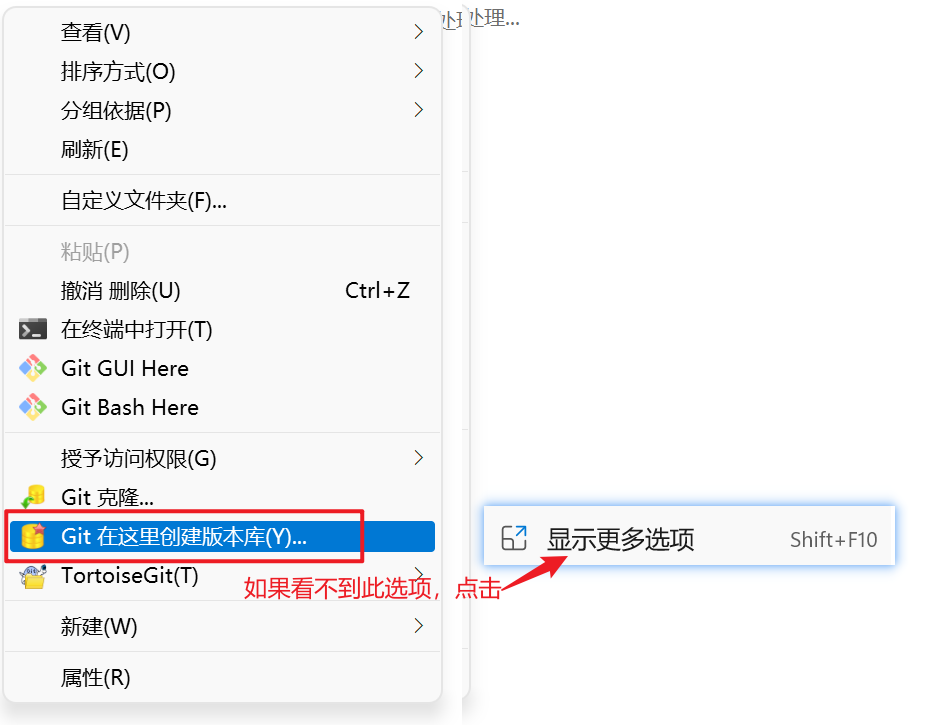 查看(V)
处理...
排序方式(O)
分组依据(P)
刷新(E)
自定义文件夹(F)...
粘贴(P)
撤消 删除(U) Ctrl+Z
在终端中打开(T)
Git GUI Here
Git Bash Here
授予访问权限(G)
Git 克隆...
Git 在这里创建版本库(Y)...
显示更多选项 Shift+F10
TortoiseGit(T)
如果看不到此选项，点击
新建(W)
属性(R)